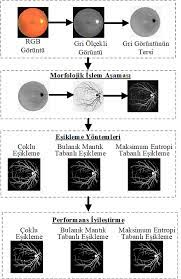 RGB Görüntü
Gri Ölçekli Görüntü
Gri Görüntünün Tersi
Morfolojik İşlem Aşaması
Eşikleme Yöntemleri
Çoklu Eşikleme
Bulanık Mantık Tabanlı Eşikleme
Maksimum Entropi Tabanlı Eşikleme
Performans İyileştirme
Çoklu Eşikleme
Bulanık Mantık Tabanlı Eşikleme
Maksimum Entropi Tabanlı Eşikleme